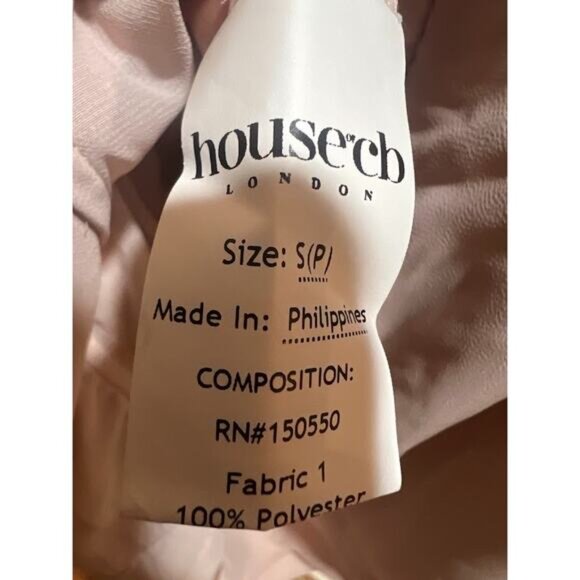 house of cb
LONDON
Size: S(P)
Made In: Philippines
COMPOSITION:
RN#150550
Fabric 1
100% Polyester